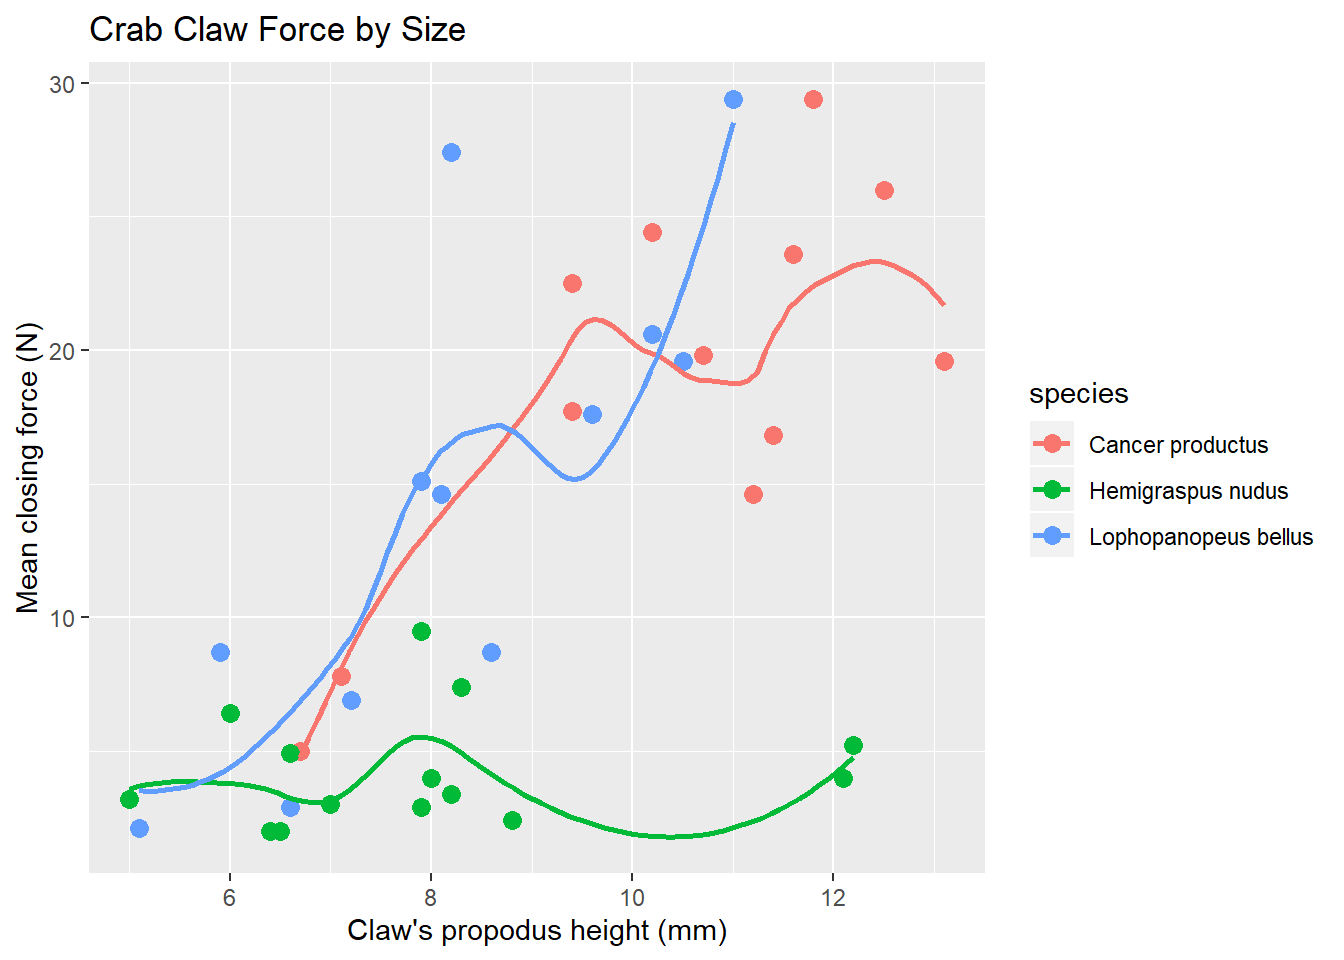 Crab Claw Force by Size
30
20
10
Mean closing force (N)
6 8 10 12
Claw's propodus height (mm)
species
Cancer productus
Hemigraspus nudus
Lophopanopeus bellus